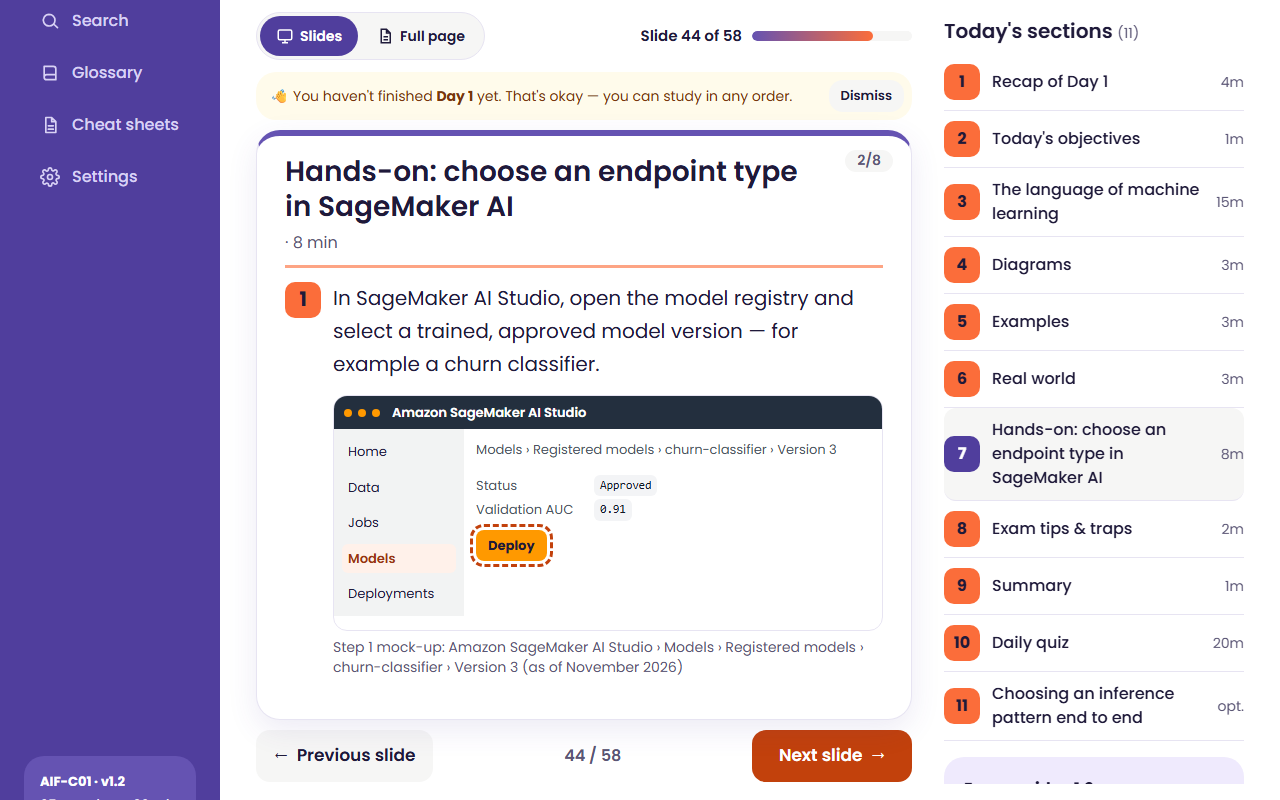 Search
Glossary
Cheat sheets
Settings
AIF-C01 · v1.2
Slides
Full page
Slide 44 of 58
👋 You haven't finished Day 1 yet. That's okay — you can study in any order.
Dismiss
Hands-on: choose an endpoint type
in SageMaker AI
2/8
· 8 min
1
In SageMaker AI Studio, open the model registry and
select a trained, approved model version — for
example a churn classifier.
Amazon SageMaker AI Studio
Home
Data
Jobs
Models
Deployments
Models › Registered models › churn-classifier › Version 3
Status Approved
Validation AUC 0.91
Deploy
Step 1 mock-up: Amazon SageMaker AI Studio › Models › Registered models ›
churn-classifier › Version 3 (as of November 2026)
← Previous slide
44 / 58
Next slide →
Today's sections (11)
1 Recap of Day 1 4m
2 Today's objectives 1m
3 The language of machine
learning 15m
4 Diagrams 3m
5 Examples 3m
6 Real world 3m
7 Hands-on: choose an
endpoint type in
SageMaker AI 8m
8 Exam tips & traps 2m
9 Summary 1m
10 Daily quiz 20m
11 Choosing an inference
pattern end to end opt.